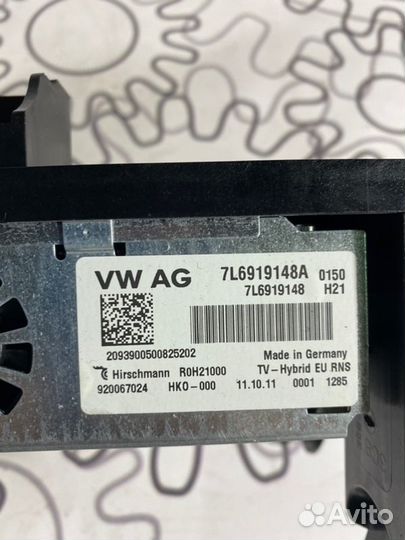 VW AG 7L6919148A 0150
7L6919148 H21
2093900500825202
Made in Germany
Hirschmann R0H21000 TV-Hybrid EU RNS
920067024 HKO-000 11.10.11 0001 1285
Avito